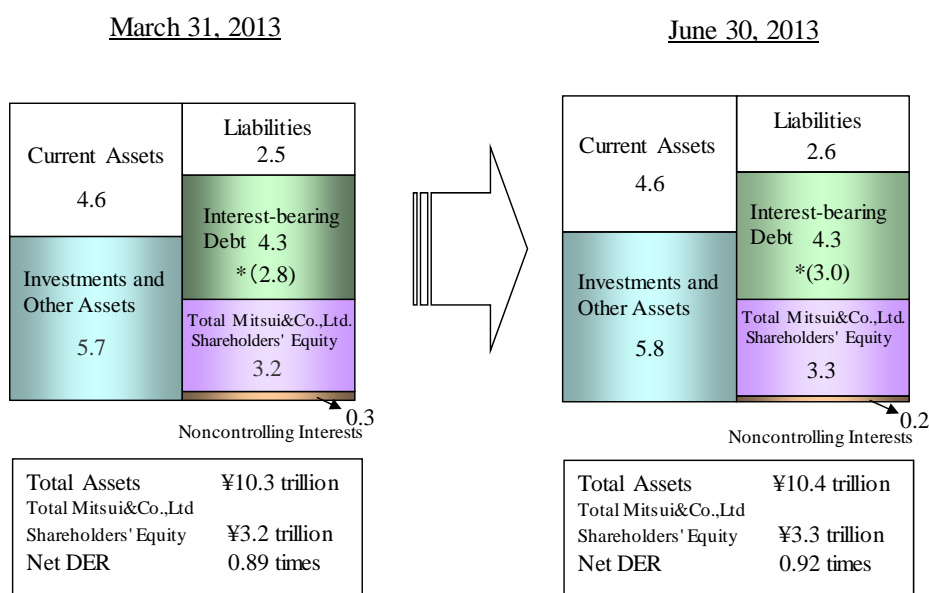 March 31, 2013
Current Assets
4.6
Investments and
Other Assets
5.7
Liabilities
2.5
Interest-bearing
Debt 4.3
*(2.8)
Total Mitsui&Co.,Ltd.
Shareholders' Equity
3.2
0.3
Noncontrolling Interests
Total Assets ¥10.3 trillion
Total Mitsui&Co.,Ltd
Shareholders' Equity ¥3.2 trillion
Net DER 0.89 times
June 30, 2013
Current Assets
4.6
Investments and
Other Assets
5.8
Liabilities
2.6
Interest-bearing
Debt 4.3
*(3.0)
Total Mitsui&Co.,Ltd.
Shareholders' Equity
3.3
0.2
Noncontrolling Interests
Total Assets ¥10.4 trillion
Total Mitsui&Co.,Ltd
Shareholders' Equity ¥3.3 trillion
Net DER 0.92 times